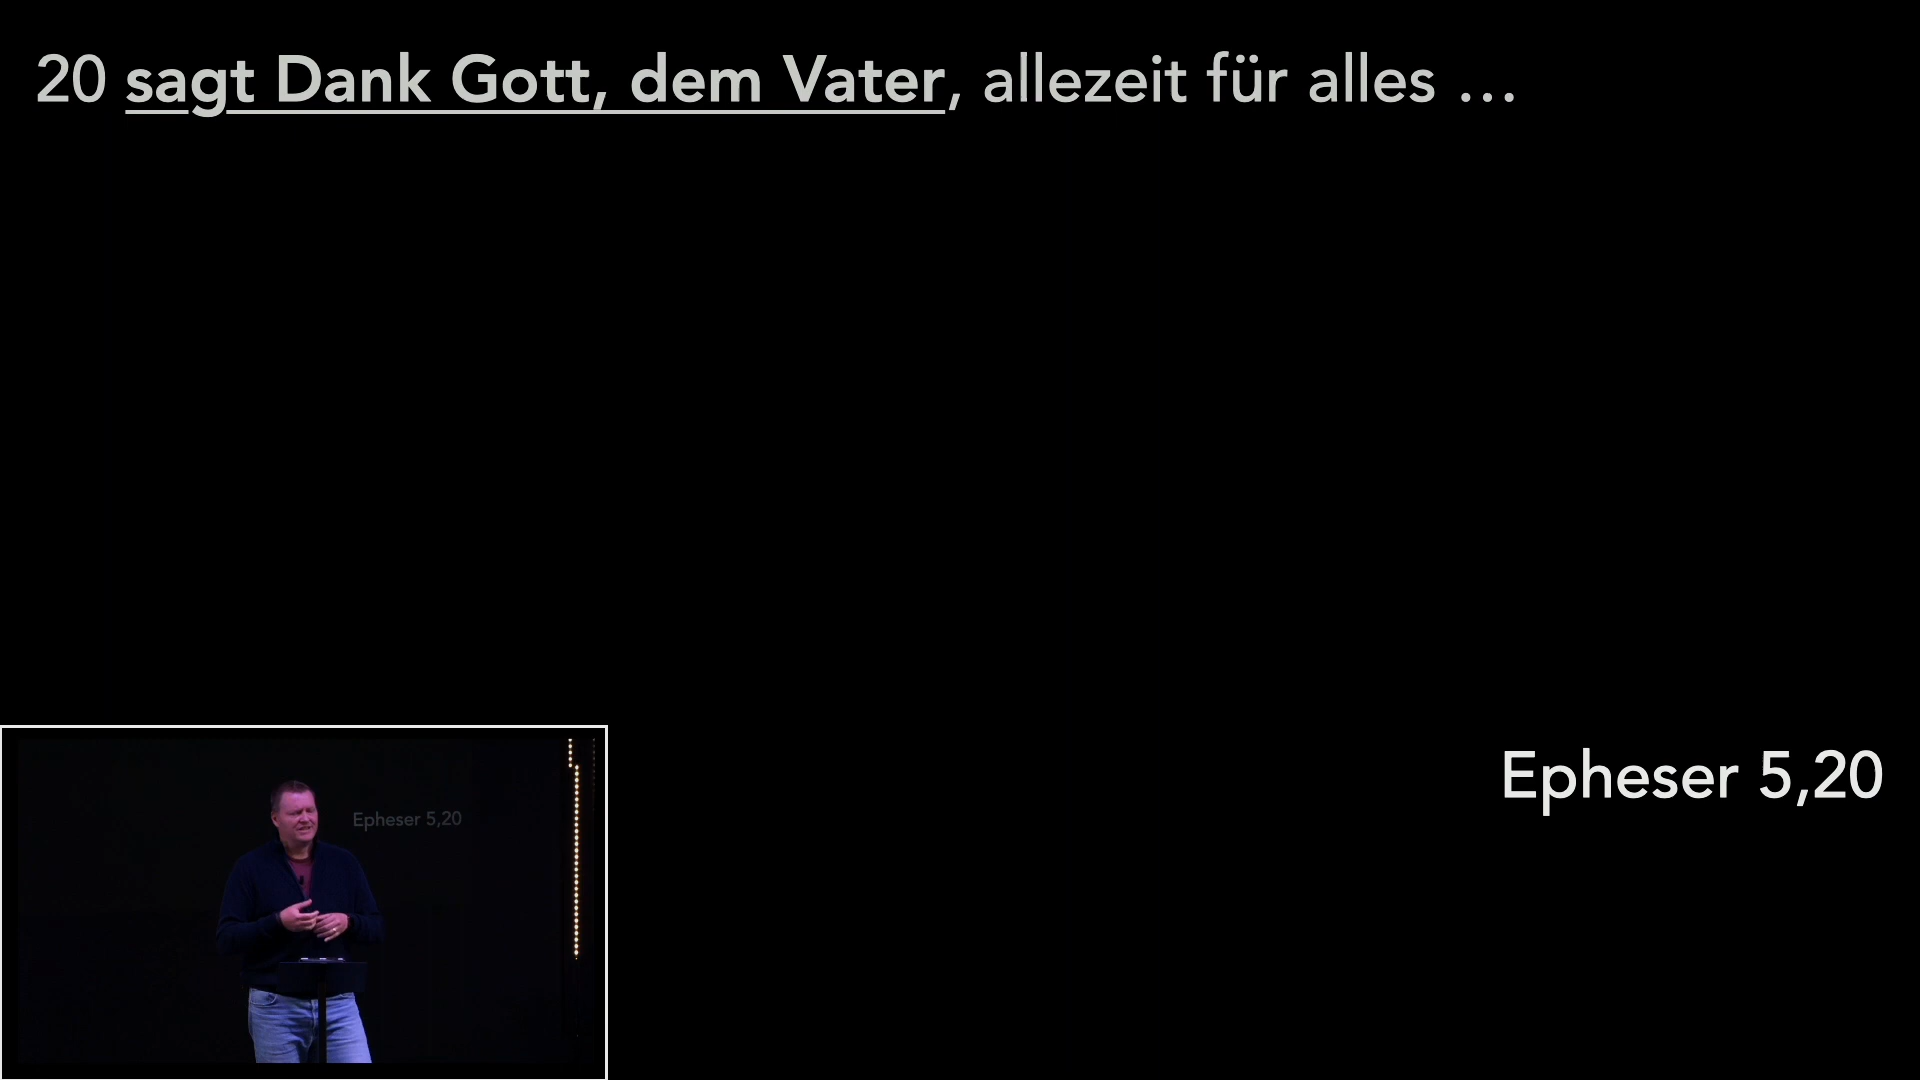 20 sagt Dank Gott, dem Vater, allezeit für alles …
Epheser 5,20
Epheser 5,20